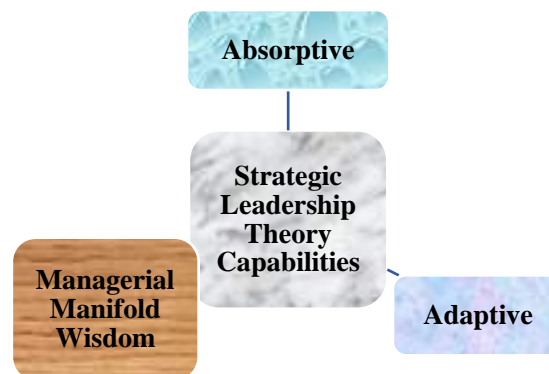 Absorptive
Strategic
Leadership
Theory
Capabilities
Managerial
Manifold
Wisdom
Adaptive